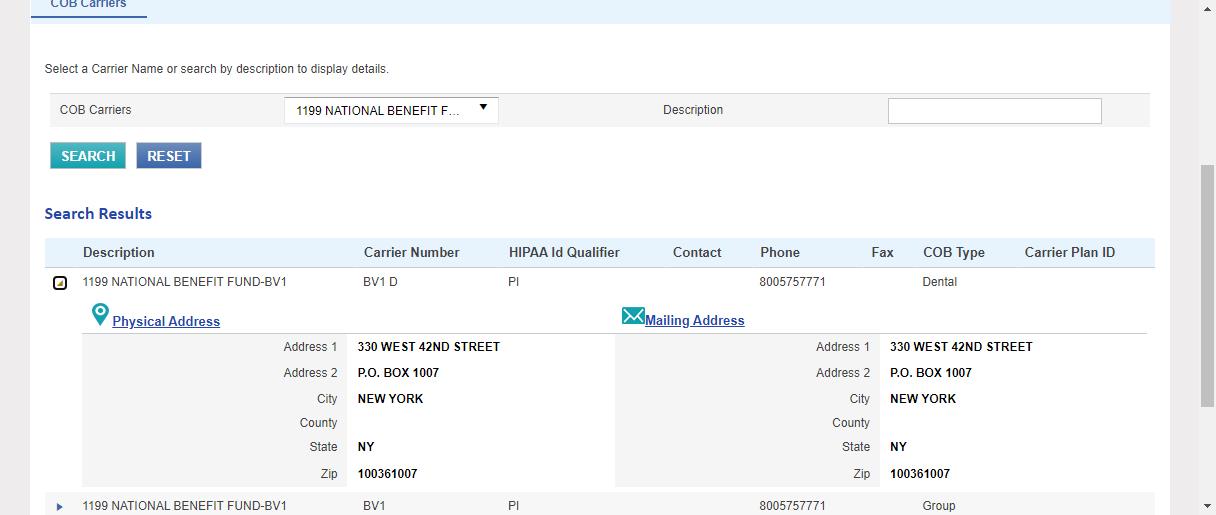 COB Carriers
Select a Carrier Name or search by description to display details.
COB Carriers 1199 NATIONAL BENEFIT F... Description
SEARCH RESET
Search Results
Description Carrier Number HIPAA Id Qualifier Contact Phone Fax COB Type Carrier Plan ID
1199 NATIONAL BENEFIT FUND-BV1 BV1 D PI 8005757771 Dental
Physical Address Mailing Address
Address 1 330 WEST 42ND STREET Address 1 330 WEST 42ND STREET
Address 2 P.O. BOX 1007 Address 2 P.O. BOX 1007
City NEW YORK City NEW YORK
County County
State NY State NY
Zip 100361007 Zip 100361007
1199 NATIONAL BENEFIT FUND-BV1 BV1 PI 8005757771 Group